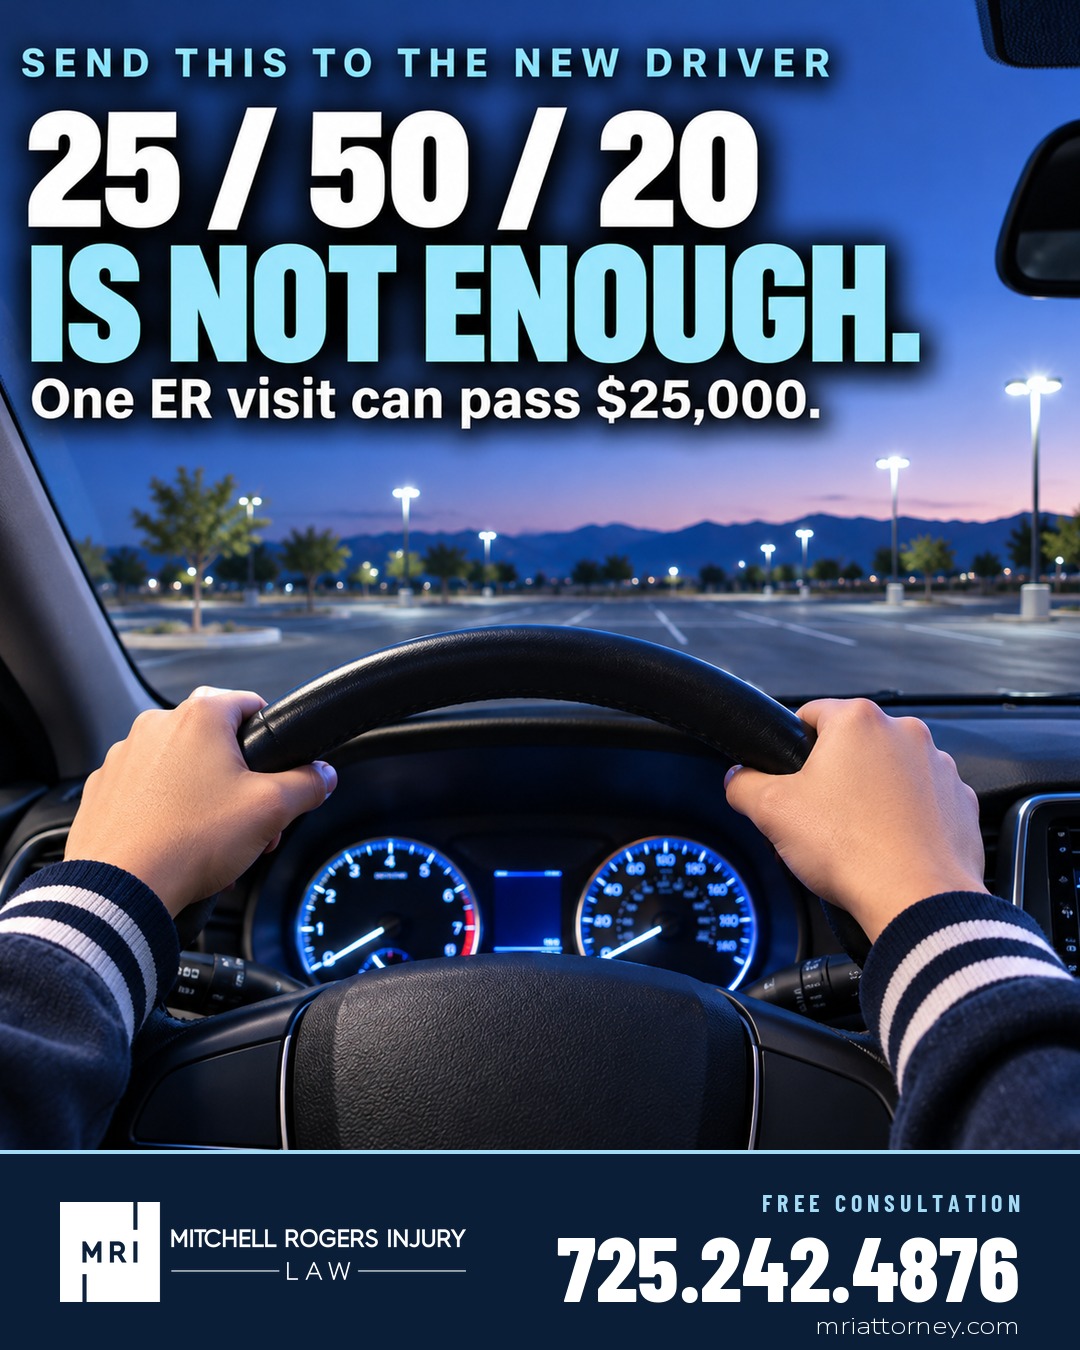 SEND THIS TO THE NEW DRIVER
25 / 50 / 20
IS NOT ENOUGH.
One ER visit can pass $25,000.
MRI
MITCHELL ROGERS INJURY
LAW
FREE CONSULTATION
725.242.4876
mriattorney.com